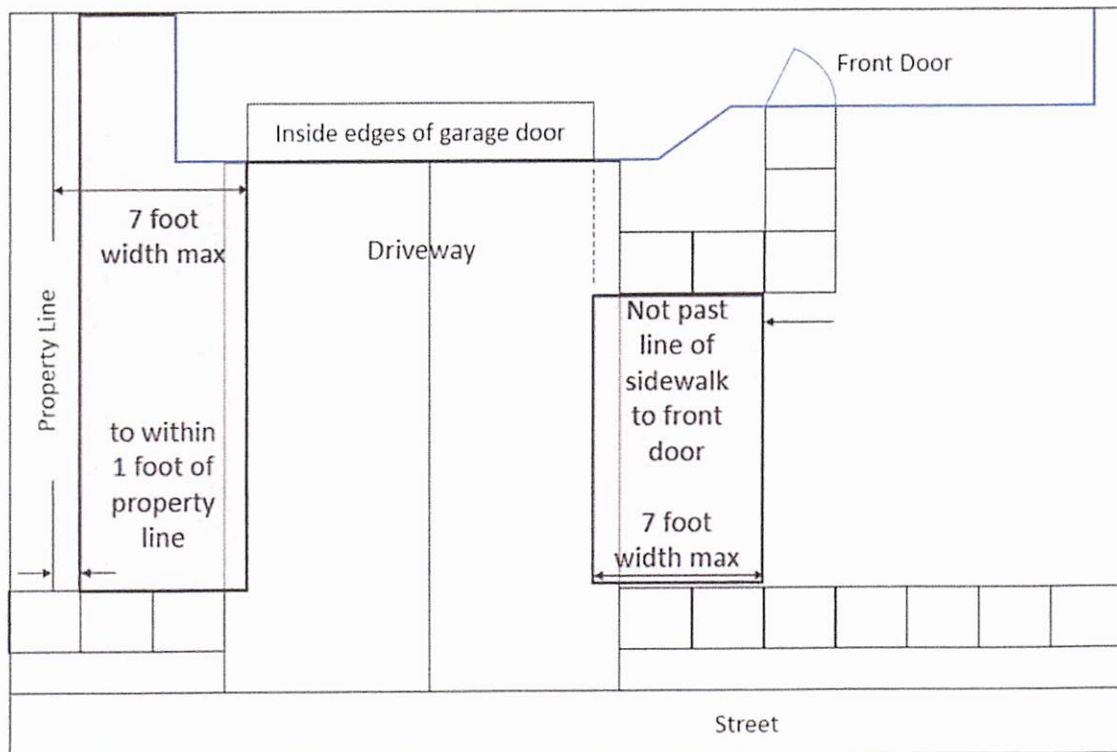 Front Door
Inside edges of garage door
7 foot
width max
Driveway
Property Line
Not past
line of
sidewalk
to front
door
to within
1 foot of
property
line
7 foot
width max
Street